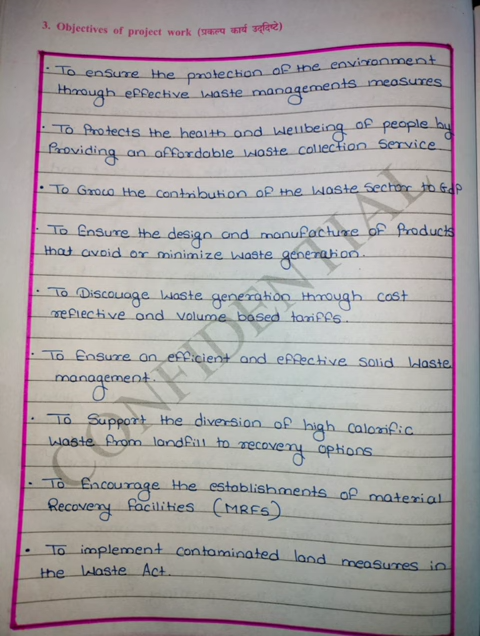 3. Objectives of project work (प्रकल्प कार्य उद्दिष्टे)
· To ensure the protection of the environment
through effective waste managements measures
· To Protects the health and wellbeing of people by
Providing an affordable waste collection service
• To Grow the contribution of the Waste Sector to Gdp
· To Ensure the design and manufacture of Products
that avoid or minimize waste generation.
· To Discouage waste generation through cost
reflective and volume based tariffs.
· To Ensure an efficient and effective solid waste
management.
· To Support the diversion of high calorific
waste from landfill to recovery options
· To Encourage the establishments of material
Recovery facilities (MRFS)
· To implement contaminated land measures in
the Waste Act.
CONFIDENTIAL